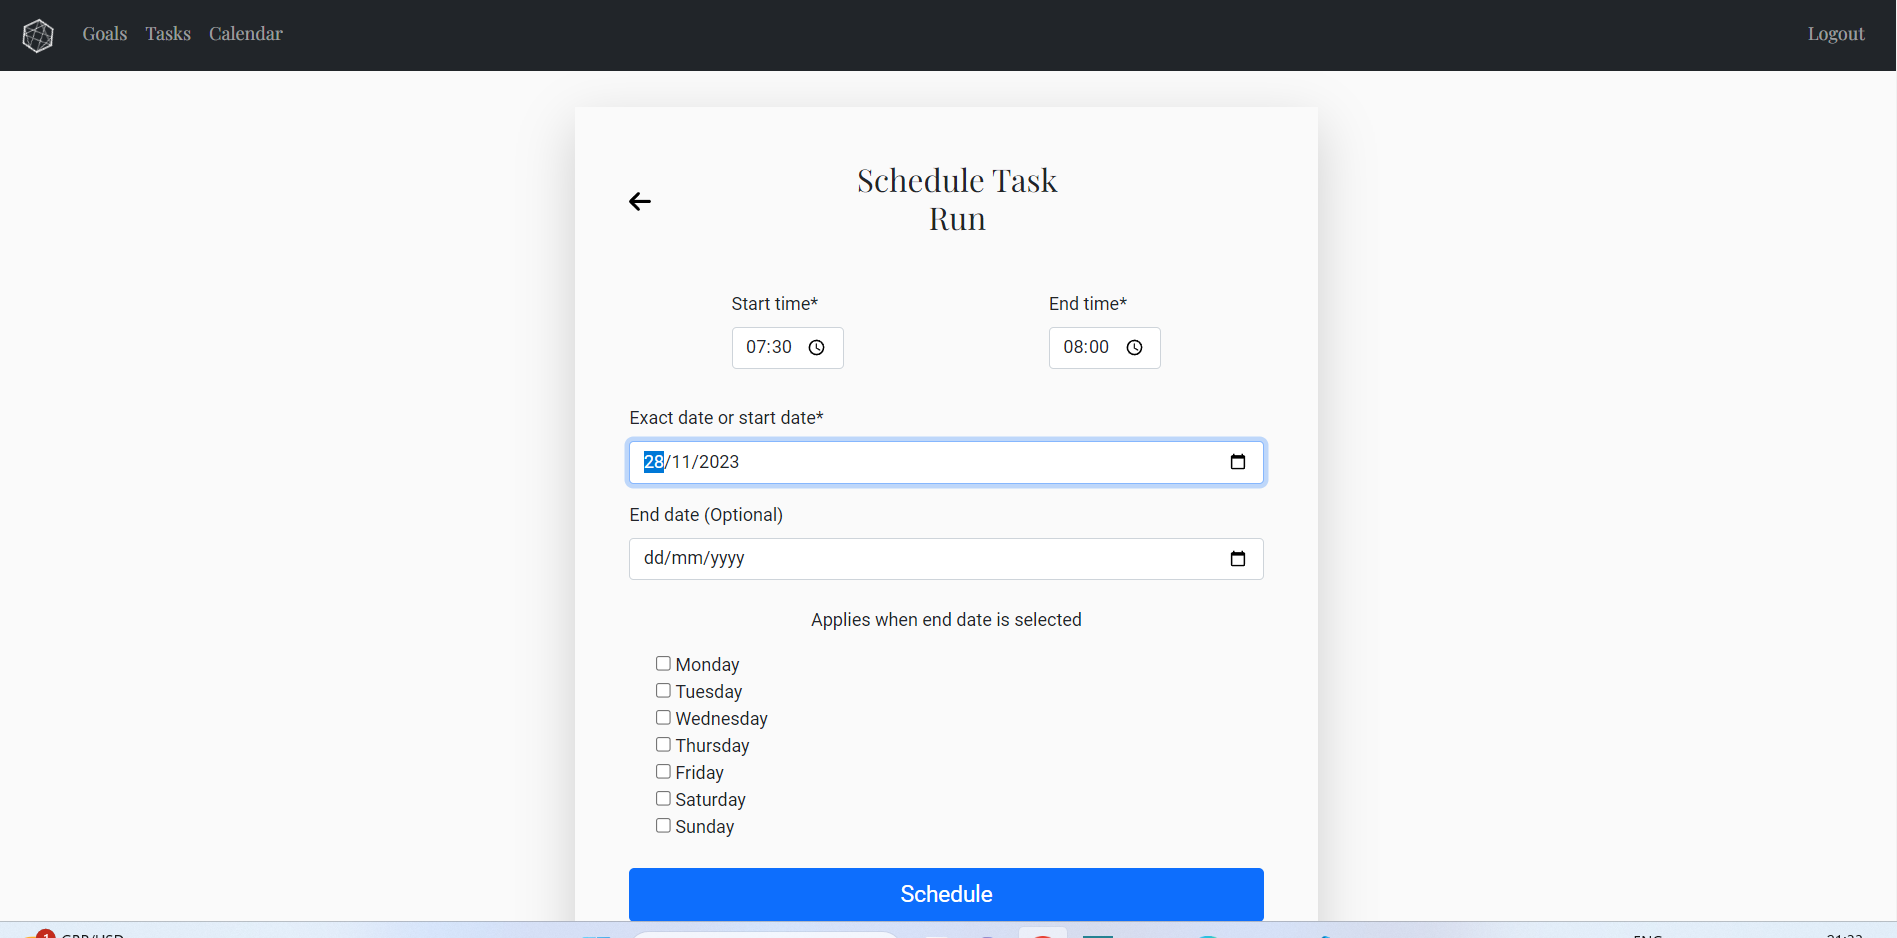 Goals Tasks Calendar Logout
Schedule Task
Run
Start time* End time*
07:30 08:00
Exact date or start date*
28/11/2023
End date (Optional)
dd/mm/yyyy
Applies when end date is selected
Monday
Tuesday
Wednesday
Thursday
Friday
Saturday
Sunday
Schedule